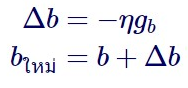 Δb = −ηg_b
b_ใหม่ = b + Δb